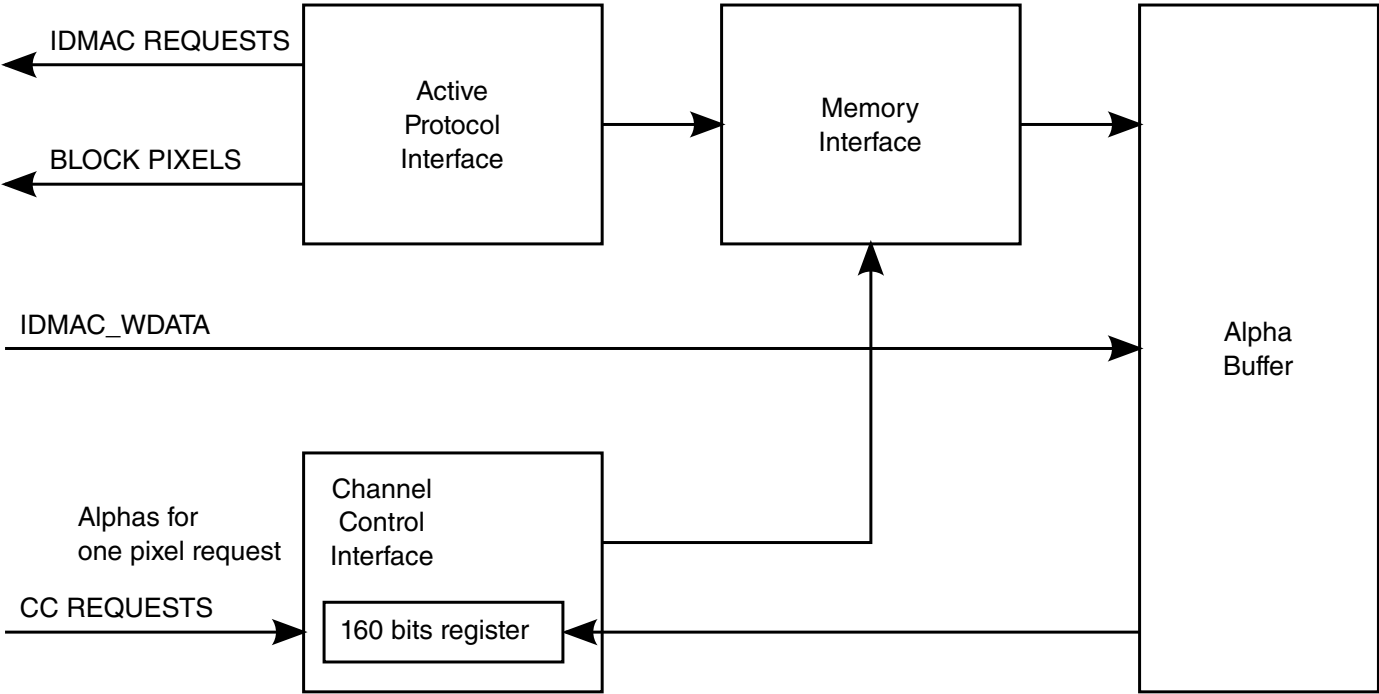 IDMAC REQUESTS
BLOCK PIXELS
Active
Protocol
Interface
Memory
Interface
IDMAC_WDATA
Alpha
Buffer
Alphas for
one pixel request
CC REQUESTS
Channel
Control
Interface
160 bits register